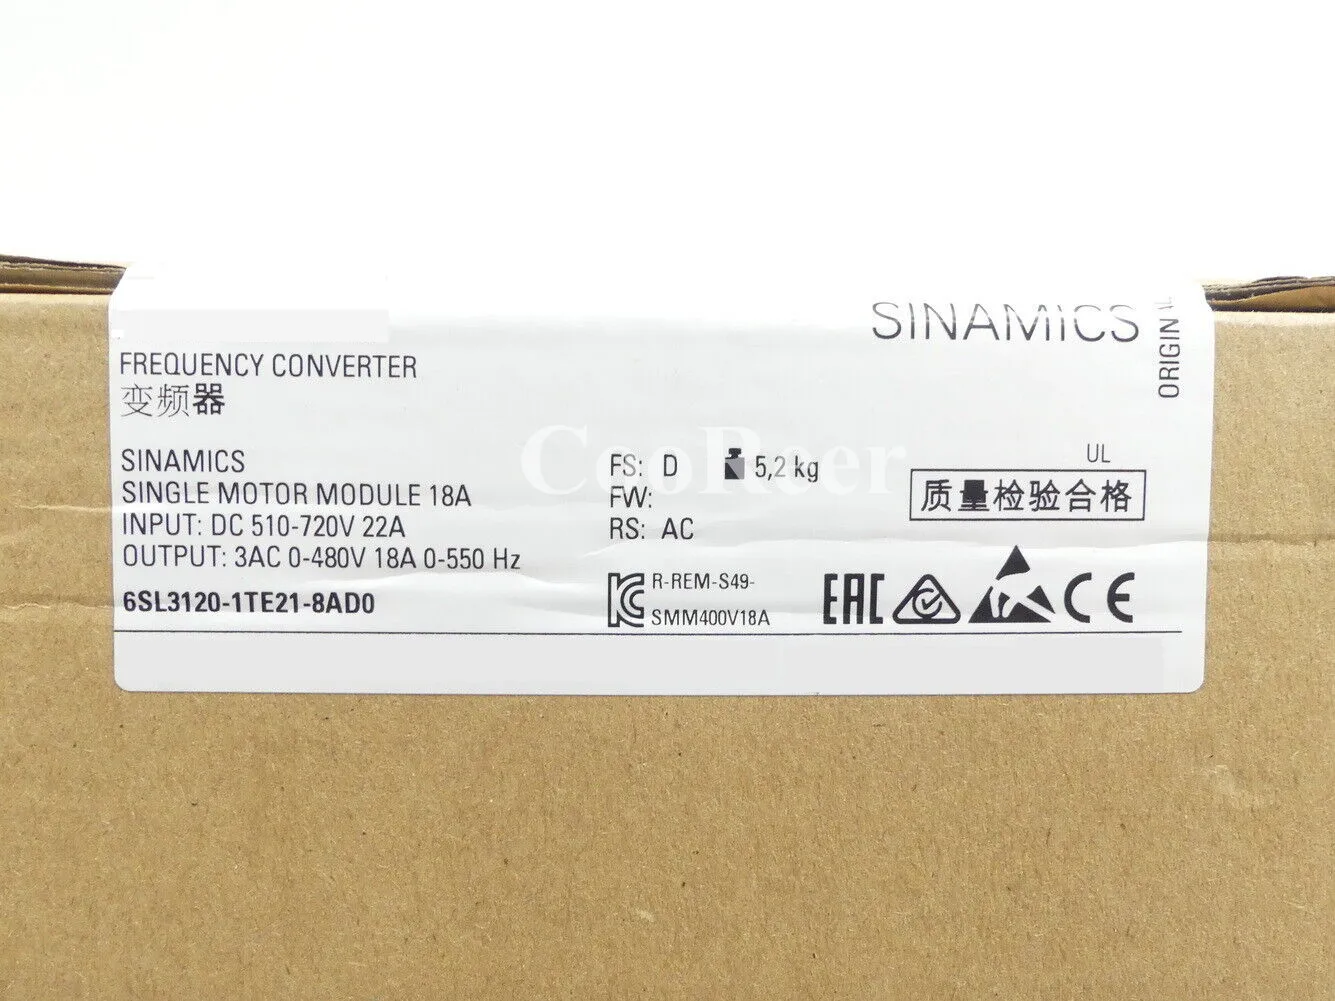 SINAMICS
ORIGIN
FREQUENCY CONVERTER
变频器
SINAMICS
SINGLE MOTOR MODULE 18A
INPUT: DC 510-720V 22A
OUTPUT: 3AC 0-480V 18A 0-550 Hz
6SL3120-1TE21-8AD0
FS: D 5,2 kg
FW:
RS: AC
R-REM-S49-
SMM400V18A
UL
质量检验合格
EAC
CE
CooReer